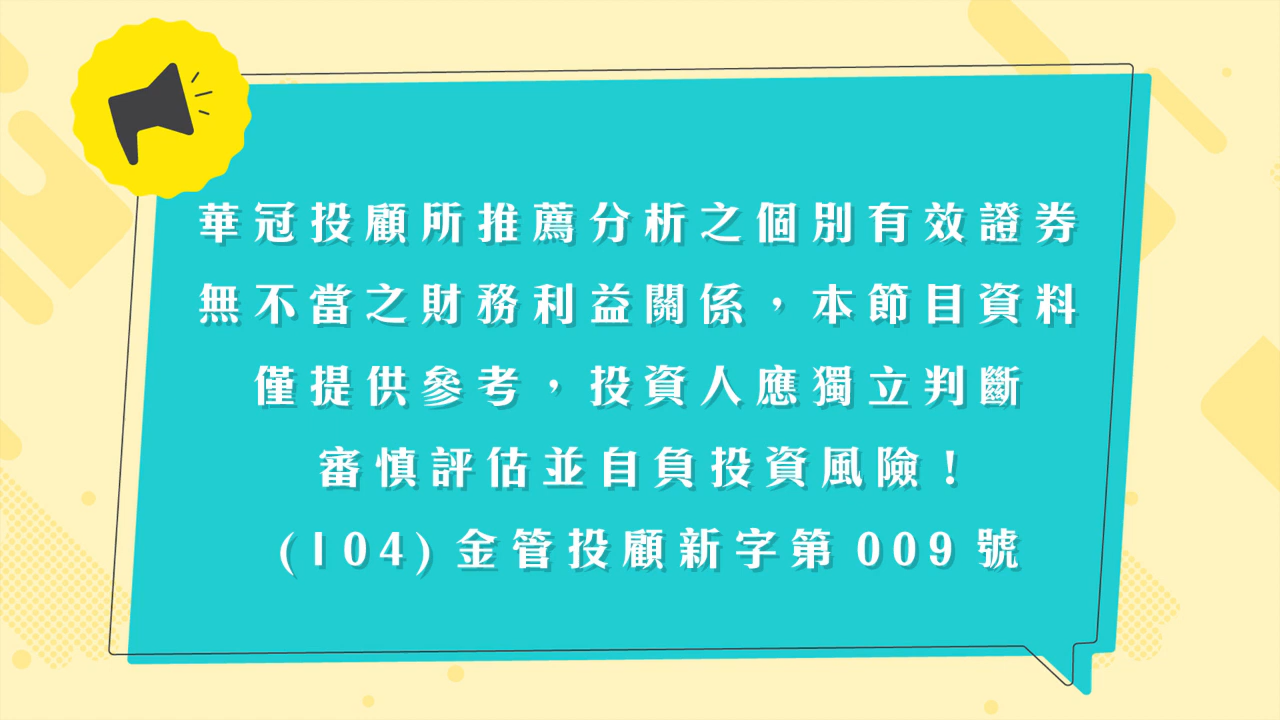 華冠投顧所推薦分析之個別有效證券
無不當之財務利益關係，本節目資料
僅提供參考，投資人應獨立判斷
審慎評估並自負投資風險！
(104) 金管投顧新字第 009 號